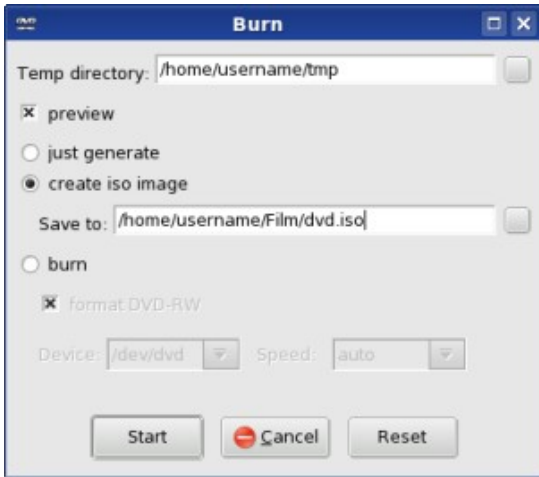 Burn
Temp directory: /home/username/tmp
preview
just generate
create iso image
Save to: /home/username/Film/dvd.iso
burn
format DVD-RW
Device: /dev/dvd Speed: auto
Start Cancel Reset